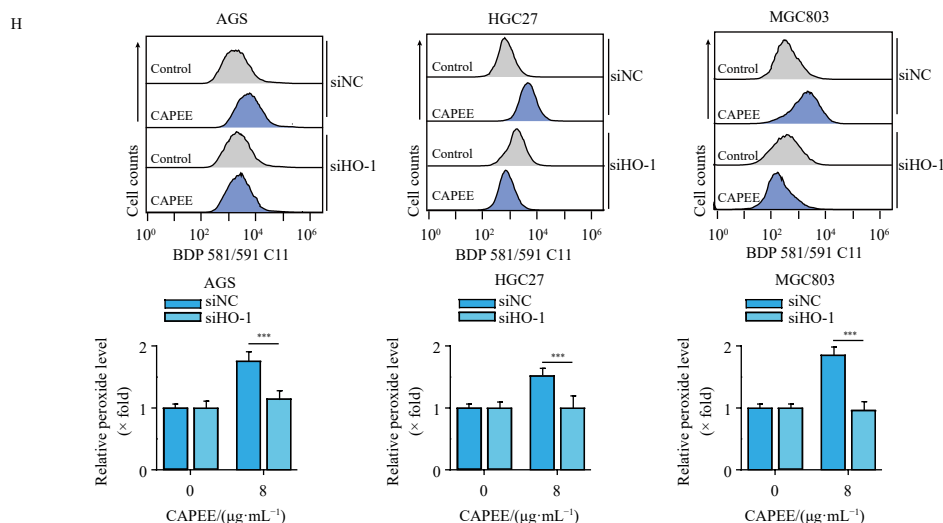 H
AGS
Cell counts
Control
CAPEE
Control
CAPEE
siNC
siHO-1
10⁰ 10² 10⁴ 10⁶
BDP 581/591 C11
HGC27
Cell counts
Control
CAPEE
Control
CAPEE
siNC
siHO-1
10⁰ 10² 10⁴ 10⁶
BDP 581/591 C11
MGC803
Cell counts
Control
CAPEE
Control
CAPEE
siNC
siHO-1
10⁰ 10² 10⁴ 10⁶
BDP 581/591 C11
AGS
siNC
siHO-1
Relative peroxide level
(× fold)
2
1
0
***
0 8
CAPEE/(μg·mL⁻¹)
HGC27
siNC
siHO-1
Relative peroxide level
(× fold)
2
1
0
***
0 8
CAPEE/(μg·mL⁻¹)
MGC803
siNC
siHO-1
Relative peroxide level
(× fold)
2
1
0
***
0 8
CAPEE/(μg·mL⁻¹)